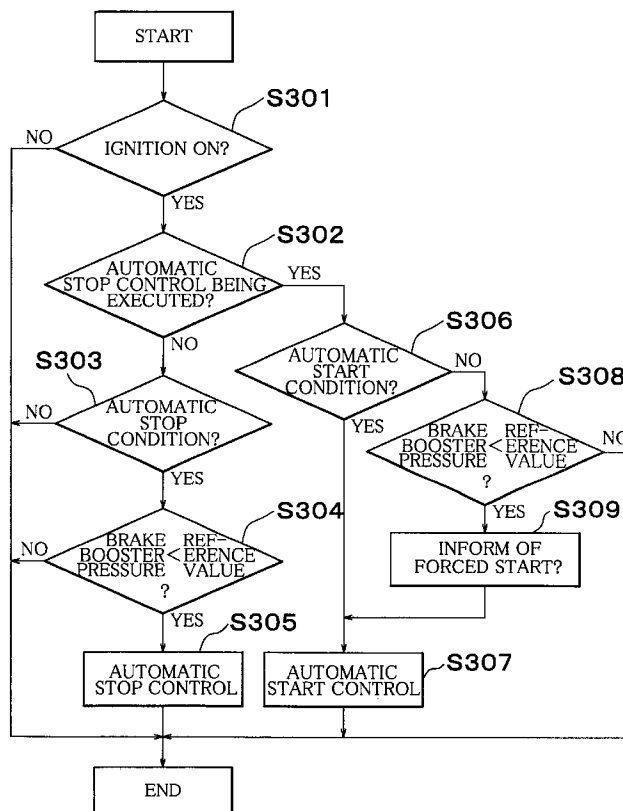 START
S301
NO
IGNITION ON?
YES
S302
AUTOMATIC
STOP CONTROL BEING
EXECUTED?
YES
NO
S303
NO
AUTOMATIC
STOP
CONDITION?
YES
S306
AUTOMATIC
START
CONDITION?
NO
YES
S308
BRAKE REF-
BOOSTER < ERENCE
PRESSURE VALUE
?
NO
YES
S304
NO
BRAKE REF-
BOOSTER < ERENCE
PRESSURE VALUE
?
YES
S309
INFORM OF
FORCED START?
S305
AUTOMATIC
STOP CONTROL
S307
AUTOMATIC
START CONTROL
END